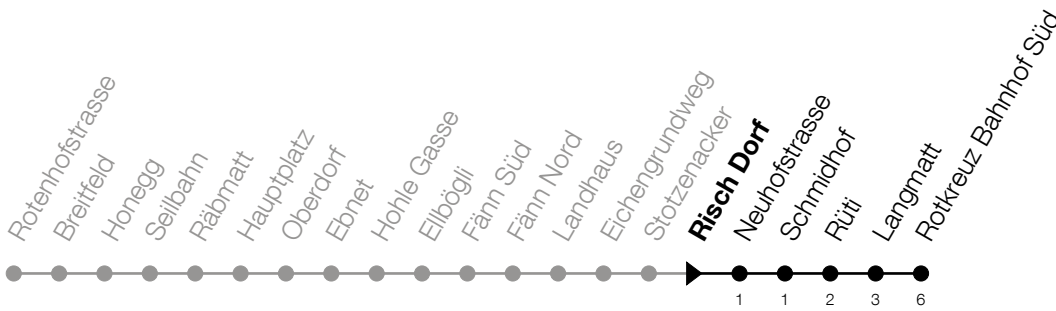 Rotenhofstrasse
Breitfeld
Honegg
Seilbahn
Räbmatt
Hauptplatz
Oberdorf
Ebnet
Hohle Gasse
Ellbögli
Fänn Süd
Fänn Nord
Landhaus
Eichengrundweg
Stotzenacker
Risch Dorf
Neuhofstrasse
Schmidhof
Rüti
Langmatt
Rotkreuz Bahnhof Süd
1 1 2 3 6